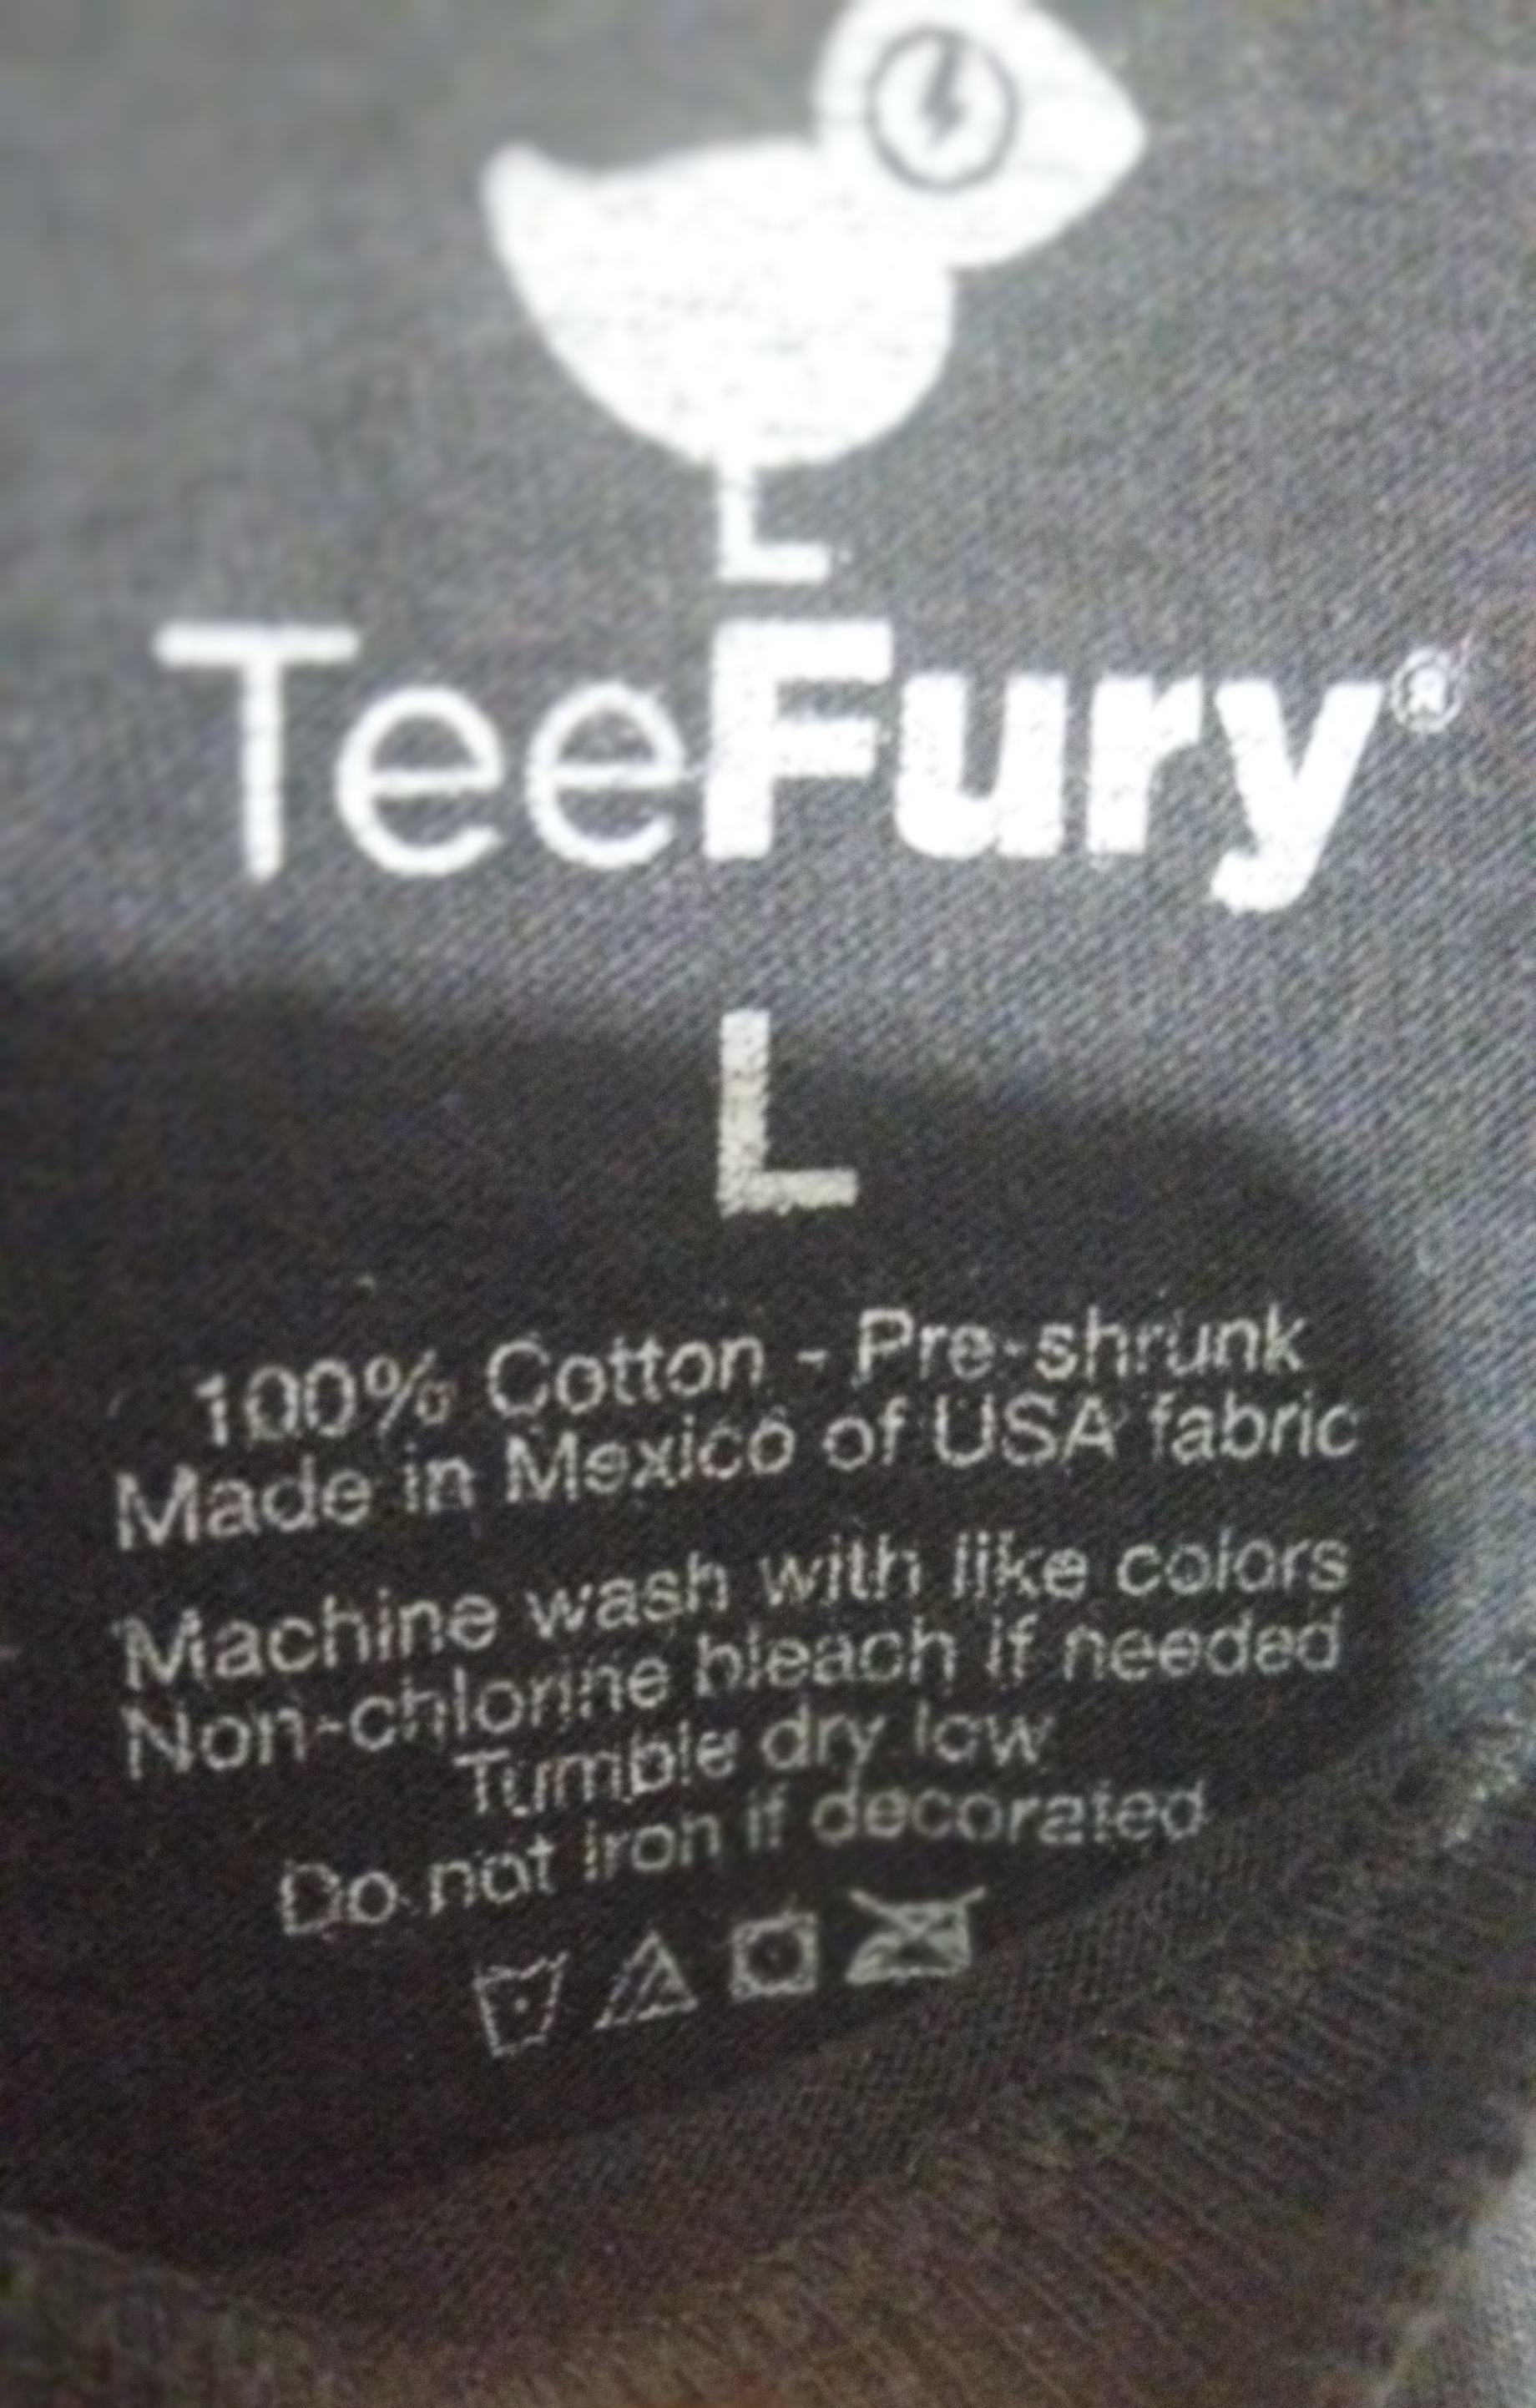 TeeFury®
L
100% Cotton - Pre-shrunk
Made in Mexico of USA fabric
Machine wash with like colors
Non-chlorine bleach if needed
Tumble dry low
Do not iron if decorated